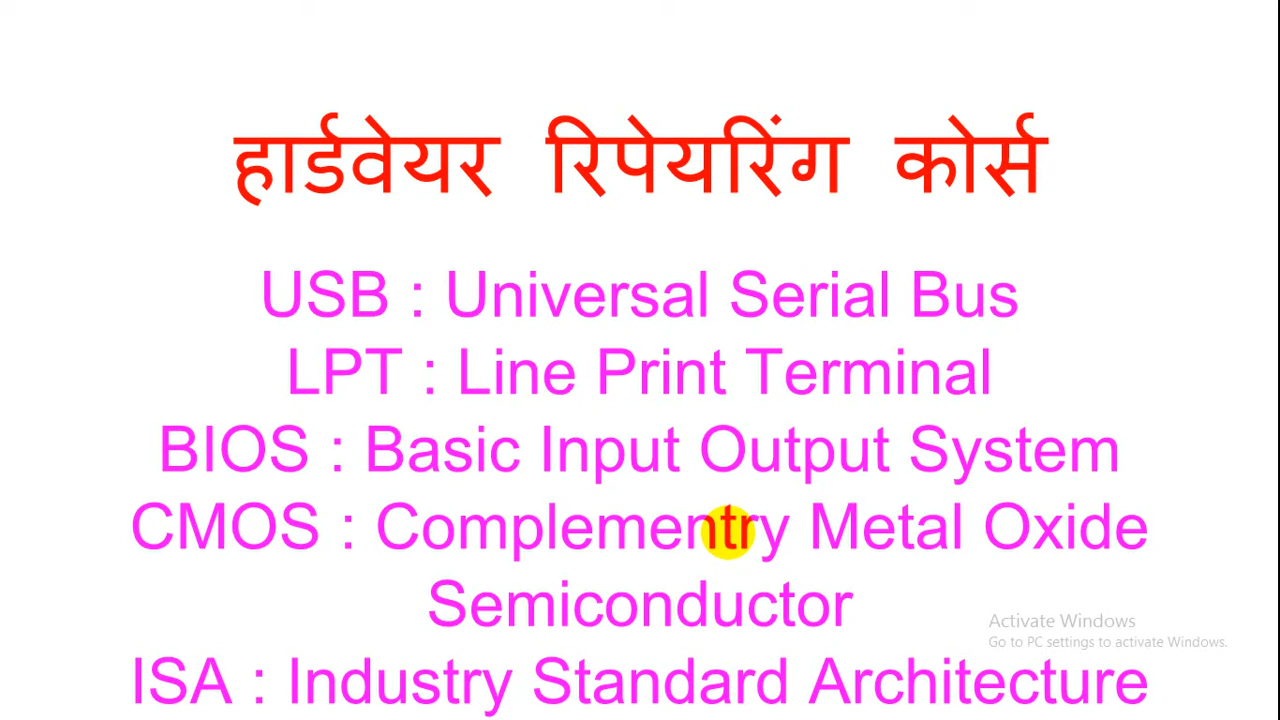 हार्डवेयर रिपेयरिंग कोर्स
USB : Universal Serial Bus
LPT : Line Print Terminal
BIOS : Basic Input Output System
CMOS : Complementry Metal Oxide
Semiconductor
ISA : Industry Standard Architecture
Activate Windows
Go to PC settings to activate Windows.